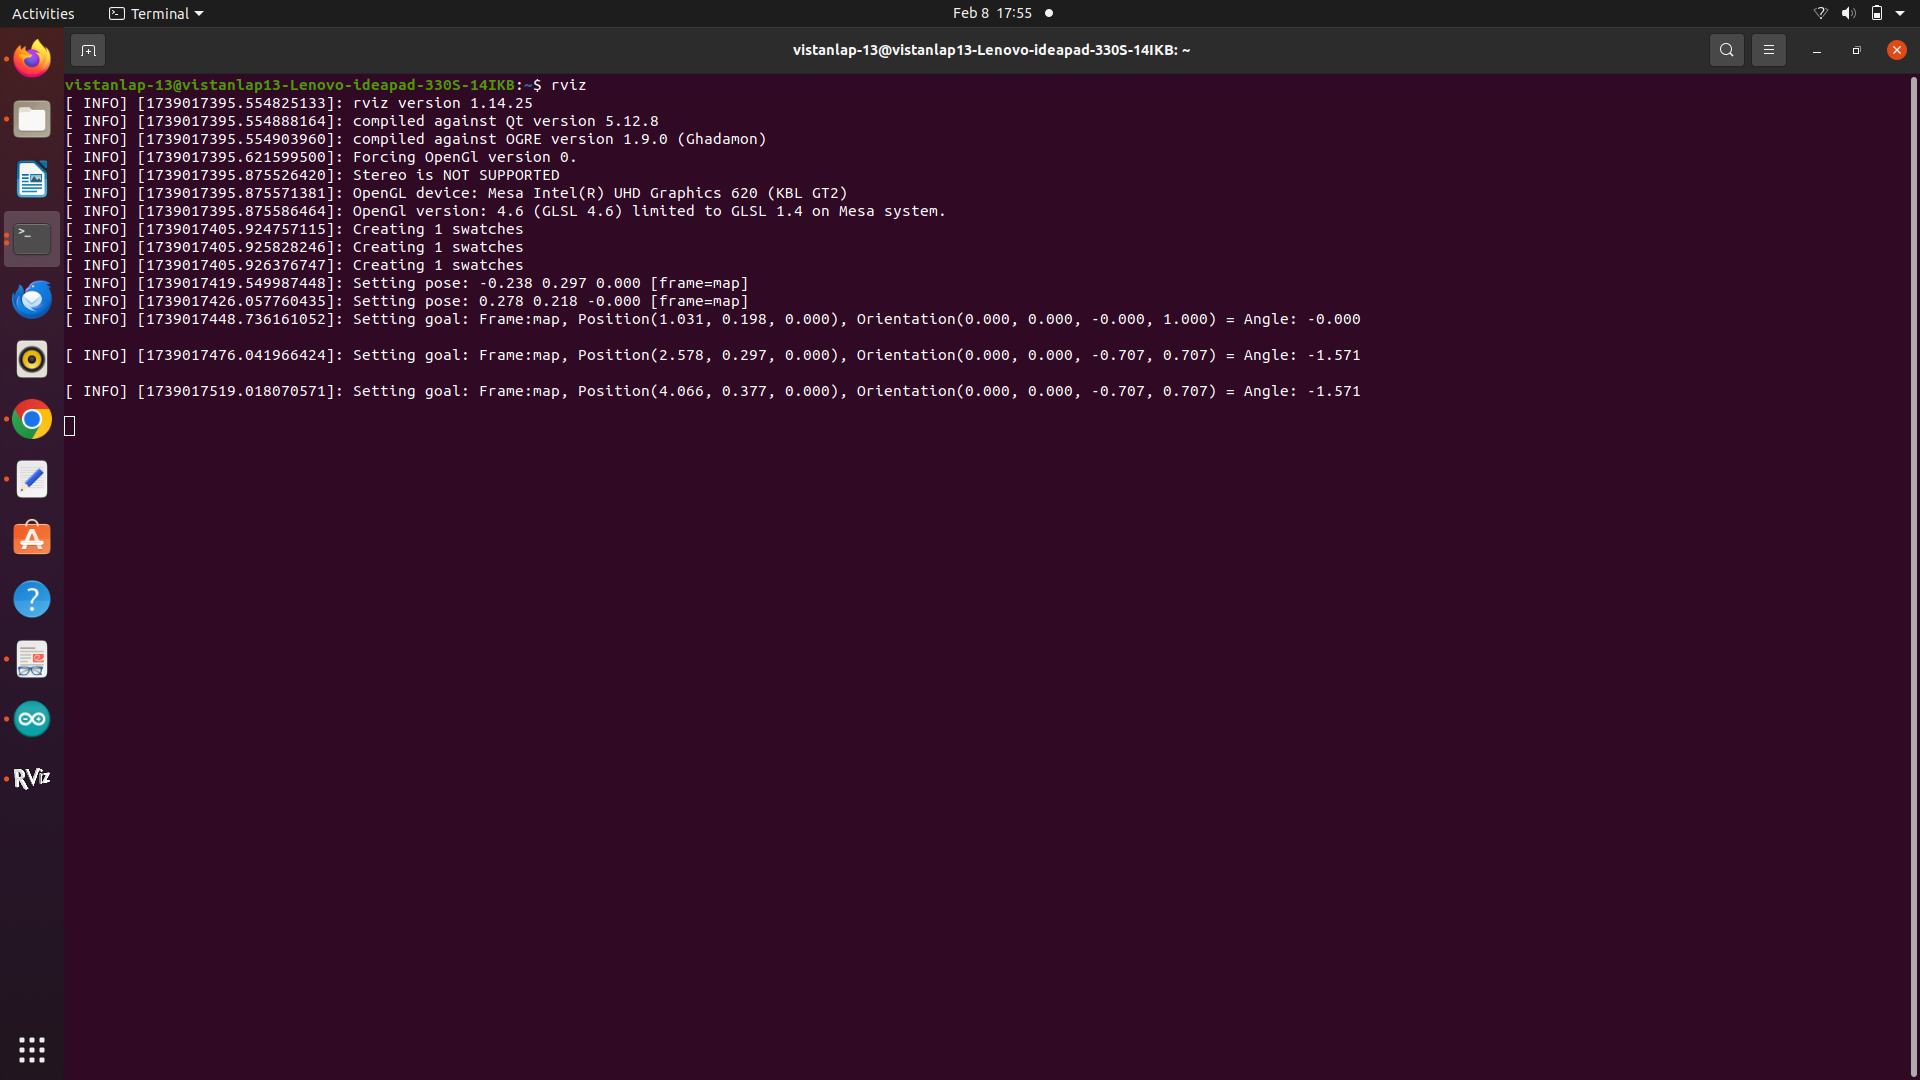 Activities
Terminal
Feb 8 17:55
vistanlap-13@vistanlap13-Lenovo-ideapad-330S-14IKB: ~
vistanlap-13@vistanlap13-Lenovo-ideapad-330S-14IKB:~$ rviz
[ INFO] [1739017395.554825133]: rviz version 1.14.25
[ INFO] [1739017395.554888164]: compiled against Qt version 5.12.8
[ INFO] [1739017395.554903960]: compiled against OGRE version 1.9.0 (Ghadamon)
[ INFO] [1739017395.621599500]: Forcing OpenGl version 0.
[ INFO] [1739017395.875526420]: Stereo is NOT SUPPORTED
[ INFO] [1739017395.875571381]: OpenGL device: Mesa Intel(R) UHD Graphics 620 (KBL GT2)
[ INFO] [1739017395.875586464]: OpenGl version: 4.6 (GLSL 4.6) limited to GLSL 1.4 on Mesa system.
[ INFO] [1739017405.924757115]: Creating 1 swatches
[ INFO] [1739017405.925828246]: Creating 1 swatches
[ INFO] [1739017405.926376747]: Creating 1 swatches
[ INFO] [1739017419.549987448]: Setting pose: -0.238 0.297 0.000 [frame=map]
[ INFO] [1739017426.057760435]: Setting pose: 0.278 0.218 -0.000 [frame=map]
[ INFO] [1739017448.736161052]: Setting goal: Frame:map, Position(1.031, 0.198, 0.000), Orientation(0.000, 0.000, -0.000, 1.000) = Angle: -0.000
[ INFO] [1739017476.041966424]: Setting goal: Frame:map, Position(2.578, 0.297, 0.000), Orientation(0.000, 0.000, -0.707, 0.707) = Angle: -1.571
[ INFO] [1739017519.018070571]: Setting goal: Frame:map, Position(4.066, 0.377, 0.000), Orientation(0.000, 0.000, -0.707, 0.707) = Angle: -1.571
RViz